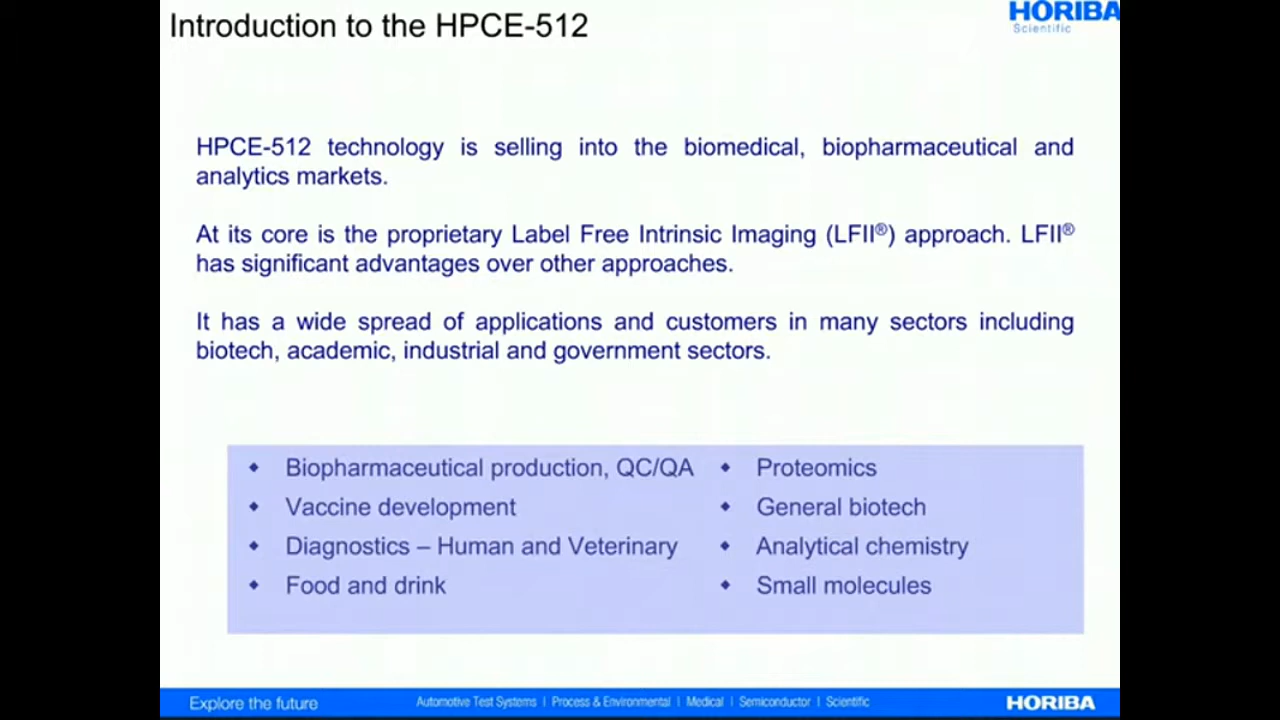 Introduction to the HPCE-512
HORIBA
Scientific
HPCE-512 technology is selling into the biomedical, biopharmaceutical and
analytics markets.
At its core is the proprietary Label Free Intrinsic Imaging (LFII®) approach. LFII®
has significant advantages over other approaches.
It has a wide spread of applications and customers in many sectors including
biotech, academic, industrial and government sectors.
◆ Biopharmaceutical production, QC/QA
◆ Vaccine development
◆ Diagnostics – Human and Veterinary
◆ Food and drink
◆ Proteomics
◆ General biotech
◆ Analytical chemistry
◆ Small molecules
Explore the future
Automotive Test Systems | Process & Environmental | Medical | Semiconductor | Scientific
HORIBA